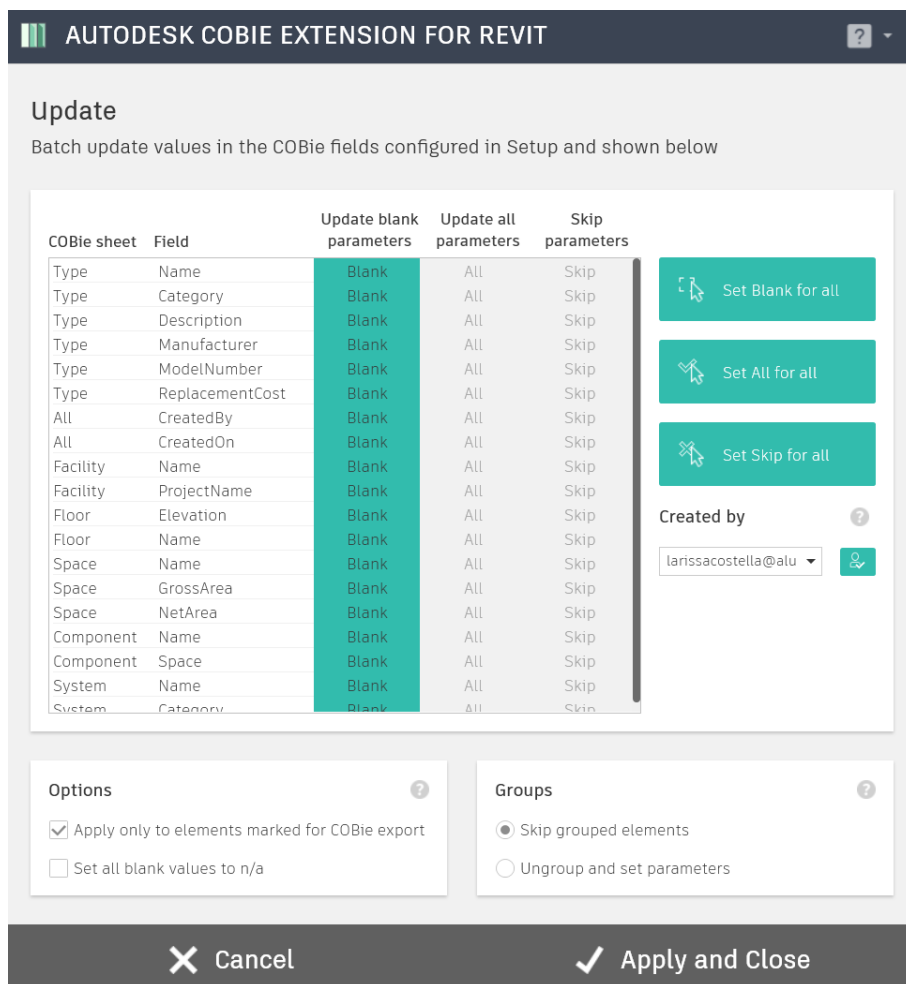 AUTODESK COBIE EXTENSION FOR REVIT ?
Update
Batch update values in the COBie fields configured in Setup and shown below
COBie sheet Field Update blank parameters Update all parameters Skip parameters
Type Name Blank All Skip
Type Category Blank All Skip
Type Description Blank All Skip
Type Manufacturer Blank All Skip
Type ModelNumber Blank All Skip
Type ReplacementCost Blank All Skip
All CreatedBy Blank All Skip
All CreatedOn Blank All Skip
Facility Name Blank All Skip
Facility ProjectName Blank All Skip
Floor Elevation Blank All Skip
Floor Name Blank All Skip
Space Name Blank All Skip
Space GrossArea Blank All Skip
Space NetArea Blank All Skip
Component Name Blank All Skip
Component Space Blank All Skip
System Name Blank All Skip
System Category Blank All Skip
Set Blank for all
Set All for all
Set Skip for all
Created by ?
larissacostella@alu
Options ?
Apply only to elements marked for COBie export
Set all blank values to n/a
Groups ?
Skip grouped elements
Ungroup and set parameters
Cancel
Apply and Close